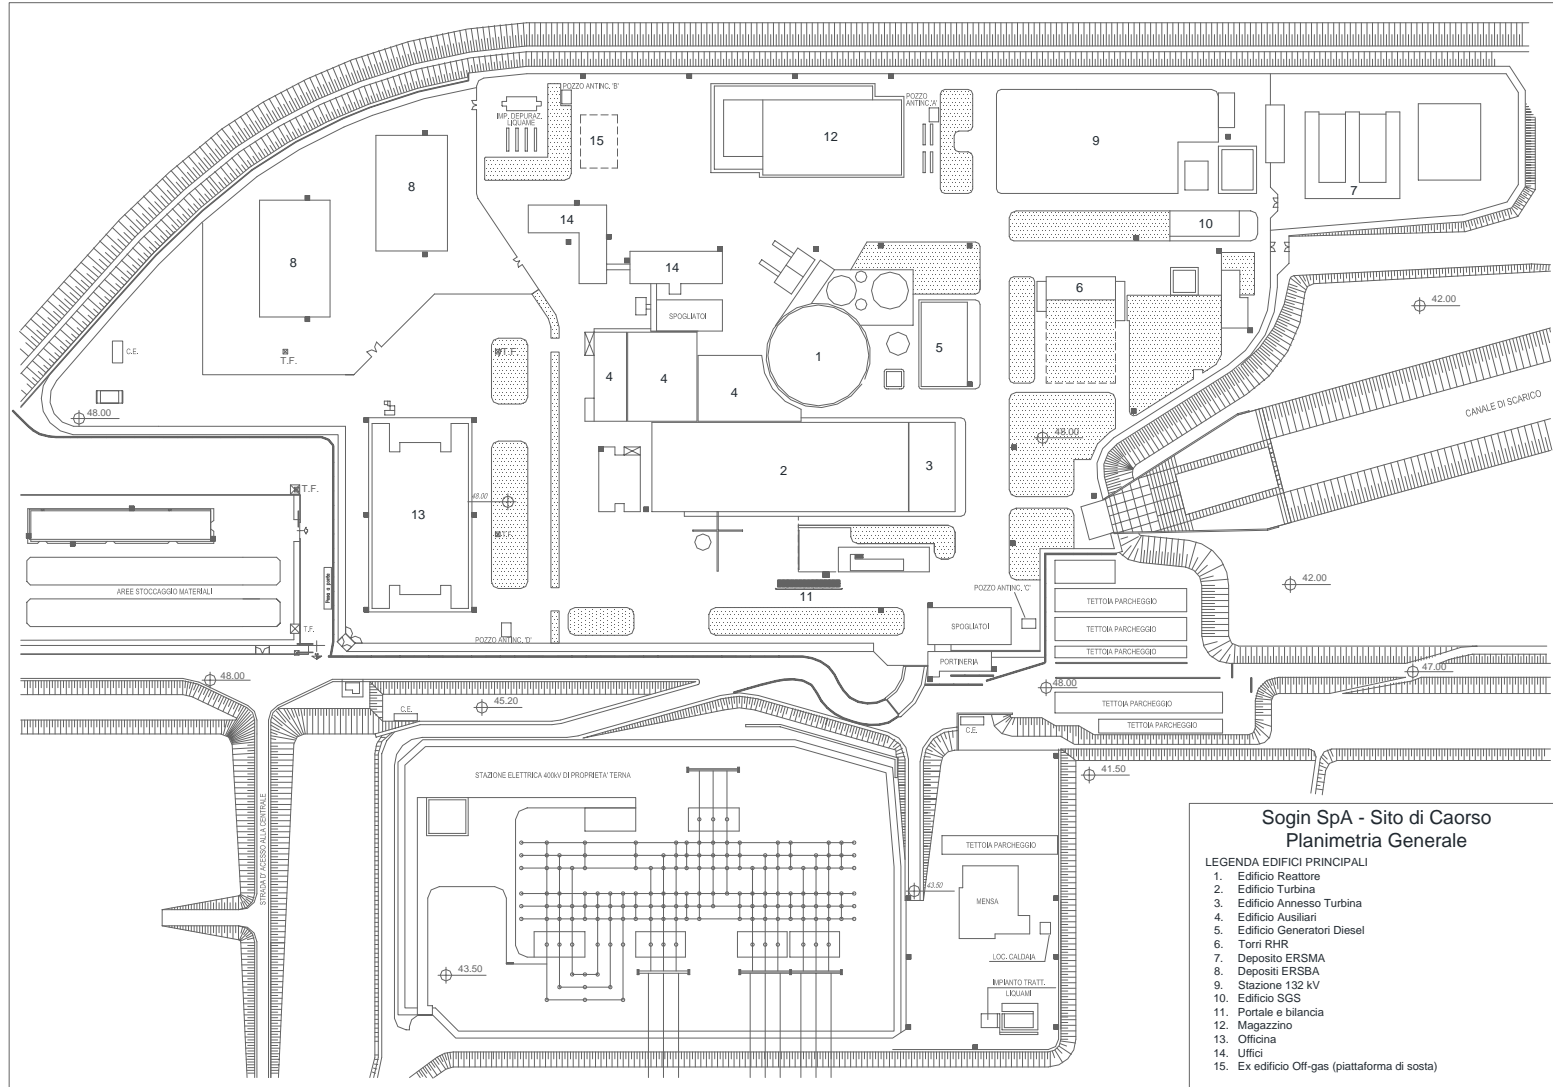 POZZO ANTINC. 'B'
IMP. DEPURAZ.
LIQUAME
15
12
POZZO
ANTINC.'A'
9
7
8
8
14
14
10
SPOGLIATOI
6
42.00
C.E.
T.F.
T.F.
4
4
4
1
5
48.00
CANALE DI SCARICO
48.00
2
3
T.F.
13
48.00
T.F.
AREE STOCCAGGIO MATERIALI
Pesa a ponte
T.F.
11
POZZO ANTINC. 'C'
42.00
TETTOIA PARCHEGGIO
TETTOIA PARCHEGGIO
TETTOIA PARCHEGGIO
POZZO ANTINC. 'D'
SPOGLIATOI
PORTINERIA
48.00
45.20
C.E.
48.00
47.00
TETTOIA PARCHEGGIO
TETTOIA PARCHEGGIO
C.E.
41.50
STRADA D' ACESSO ALLA CENTRALE
STAZIONE ELETTRICA 400kV DI PROPRIETA' TERNA
TETTOIA PARCHEGGIO
43.50
MENSA
LOC. CALDAIA
43.50
IMPIANTO TRATT.
LIQUAMI
Sogin SpA - Sito di Caorso
Planimetria Generale
LEGENDA EDIFICI PRINCIPALI
1. Edificio Reattore
2. Edificio Turbina
3. Edificio Annesso Turbina
4. Edificio Ausiliari
5. Edificio Generatori Diesel
6. Torri RHR
7. Deposito ERSMA
8. Depositi ERSBA
9. Stazione 132 kV
10. Edificio SGS
11. Portale e bilancia
12. Magazzino
13. Officina
14. Uffici
15. Ex edificio Off-gas (piattaforma di sosta)